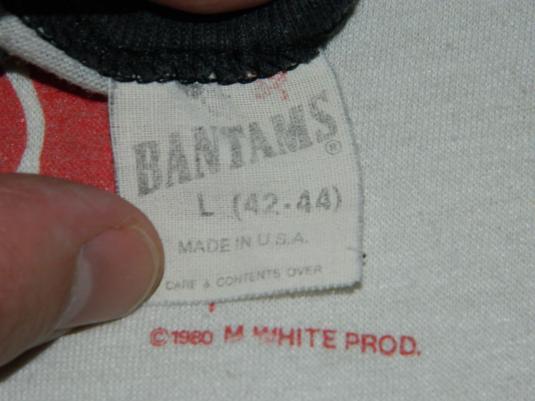 BANTAMS®
L (42-44)
MADE IN U.S.A.
CARE & CONTENTS OVER
©1980 M WHITE PROD.